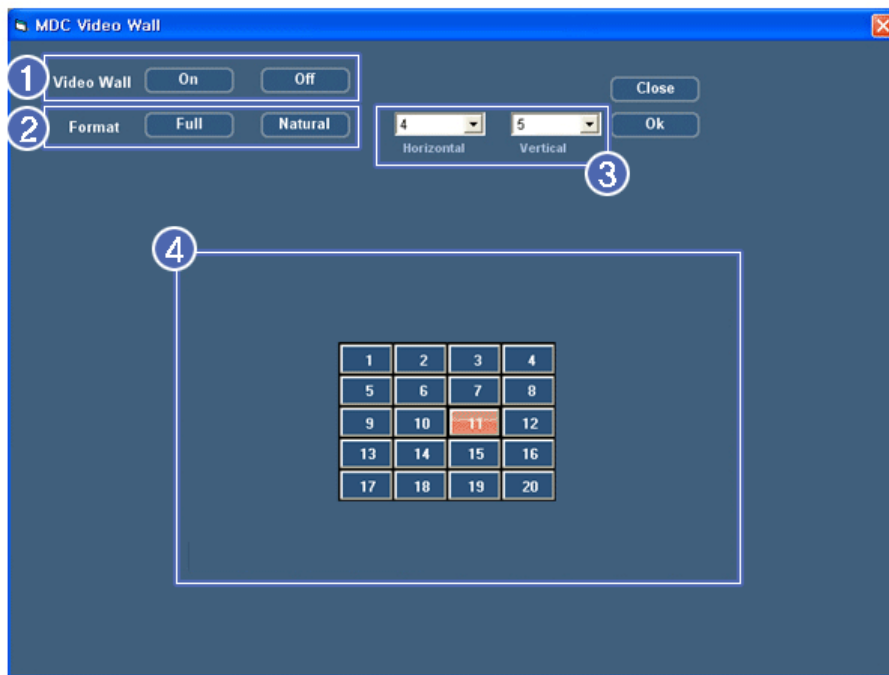 MDC Video Wall
1 Video Wall On Off
Close
2 Format Full Natural 4 5 Ok
Horizontal Vertical
3
4
1 2 3 4
5 6 7 8
9 10 11 12
13 14 15 16
17 18 19 20